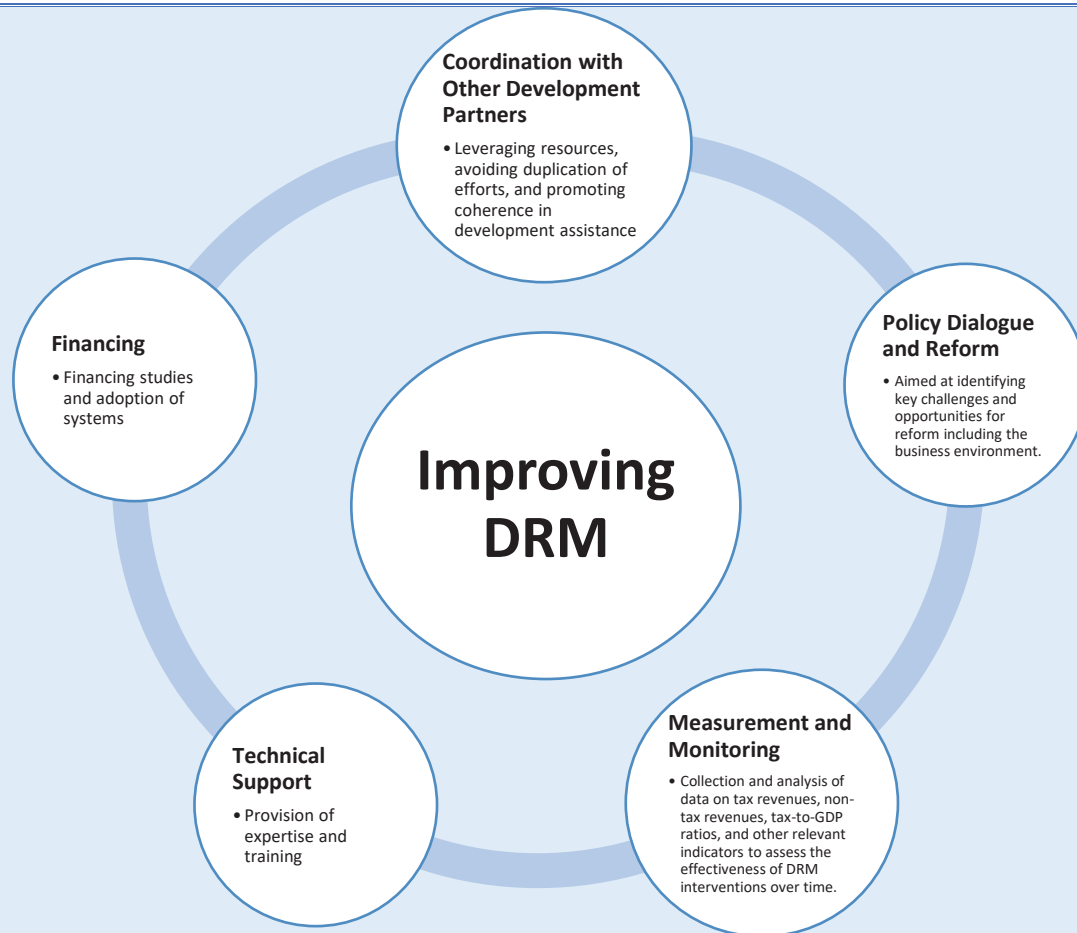 Coordination with
Other Development
Partners
• Leveraging resources,
avoiding duplication of
efforts, and promoting
coherence in
development assistance
Policy Dialogue
and Reform
• Aimed at identifying
key challenges and
opportunities for
reform including the
business environment.
Measurement and
Monitoring
• Collection and analysis of
data on tax revenues, non-
tax revenues, tax-to-GDP
ratios, and other relevant
indicators to assess the
effectiveness of DRM
interventions over time.
Technical
Support
• Provision of
expertise and
training
Financing
• Financing studies
and adoption of
systems
Improving
DRM